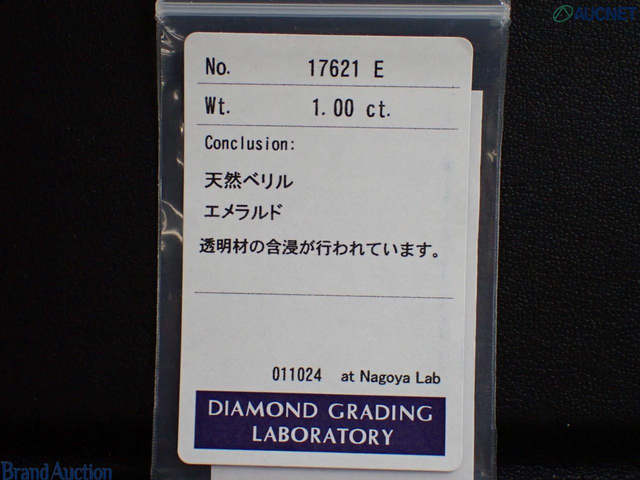 AUCNET
No. 17621 E
Wt. 1.00 ct.
Conclusion:
天然ベリル
エメラルド
透明材の含浸が行われています。
011024 at Nagoya Lab
DIAMOND GRADING
LABORATORY
Brand Auction